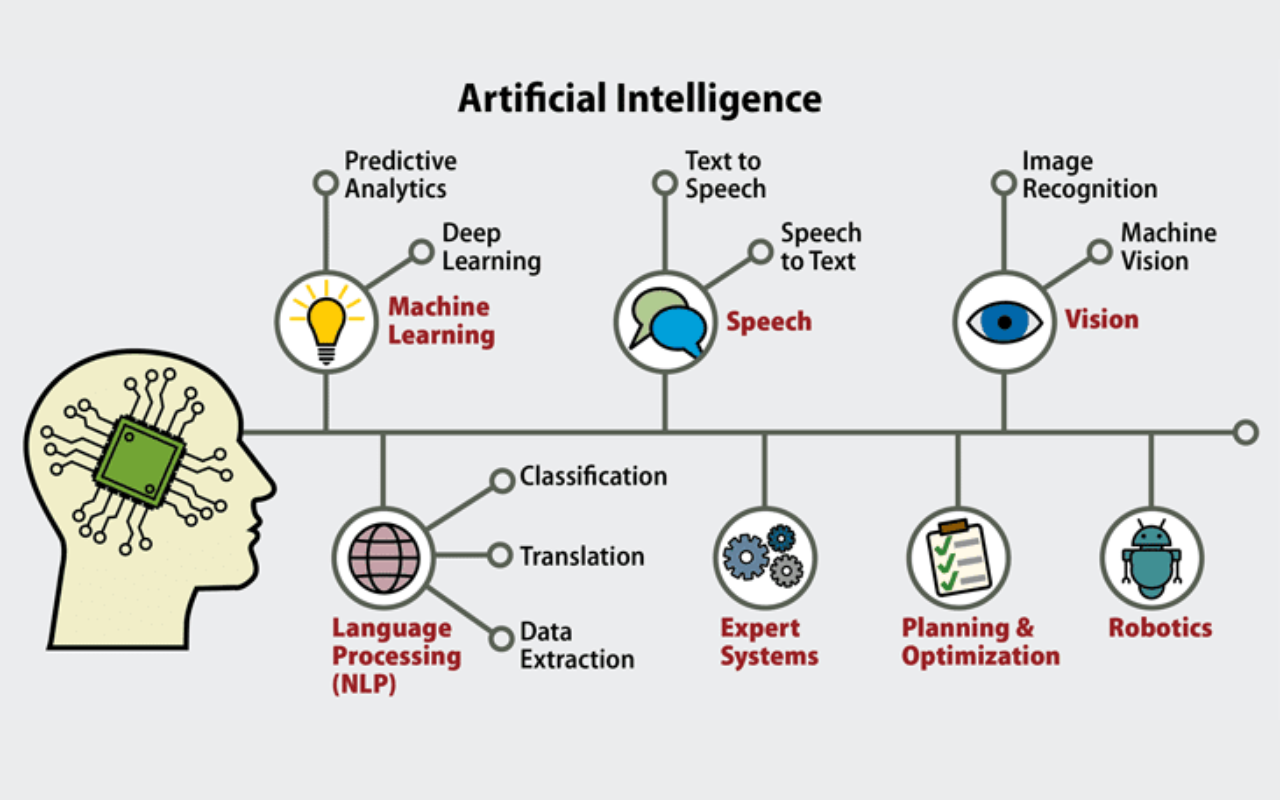 Artificial Intelligence
Predictive
Analytics
Deep
Learning
Machine
Learning
Text to
Speech
Speech
to Text
Speech
Image
Recognition
Machine
Vision
Vision
Classification
Translation
Data
Extraction
Language
Processing
(NLP)
Expert
Systems
Planning &
Optimization
Robotics